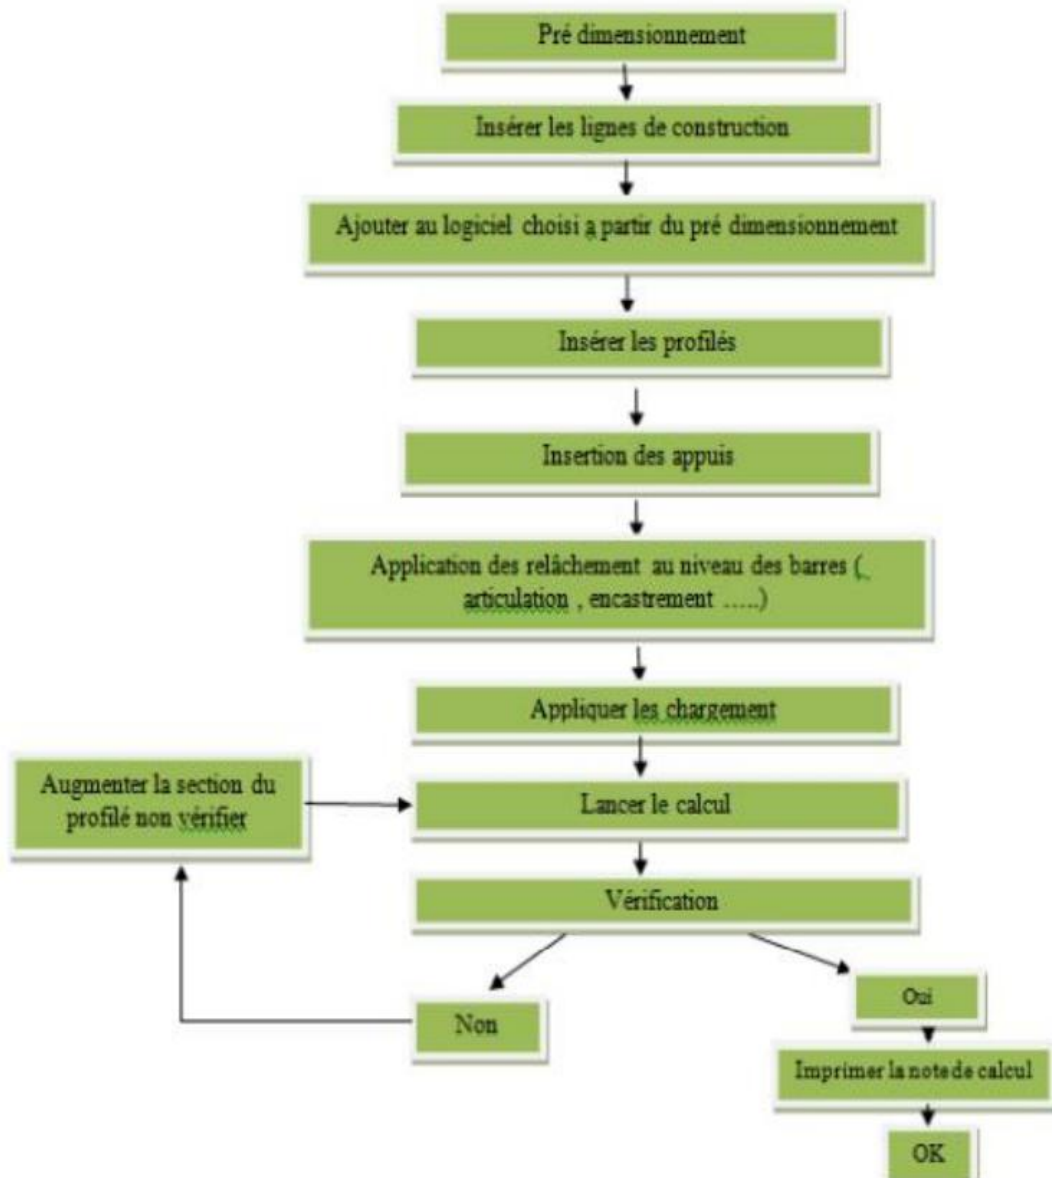 Pré dimensionnement
Insérer les lignes de construction
Ajouter au logiciel choisi a partir du pré dimensionnement
Insérer les profilés
Insertion des appuis
Application des relâchement au niveau des barres (
articulation , encastrement …..)
Appliquer les chargement
Augmenter la section du
profilé non vérifier
Lancer le calcul
Vérification
Non
Oui
Imprimer la note de calcul
OK